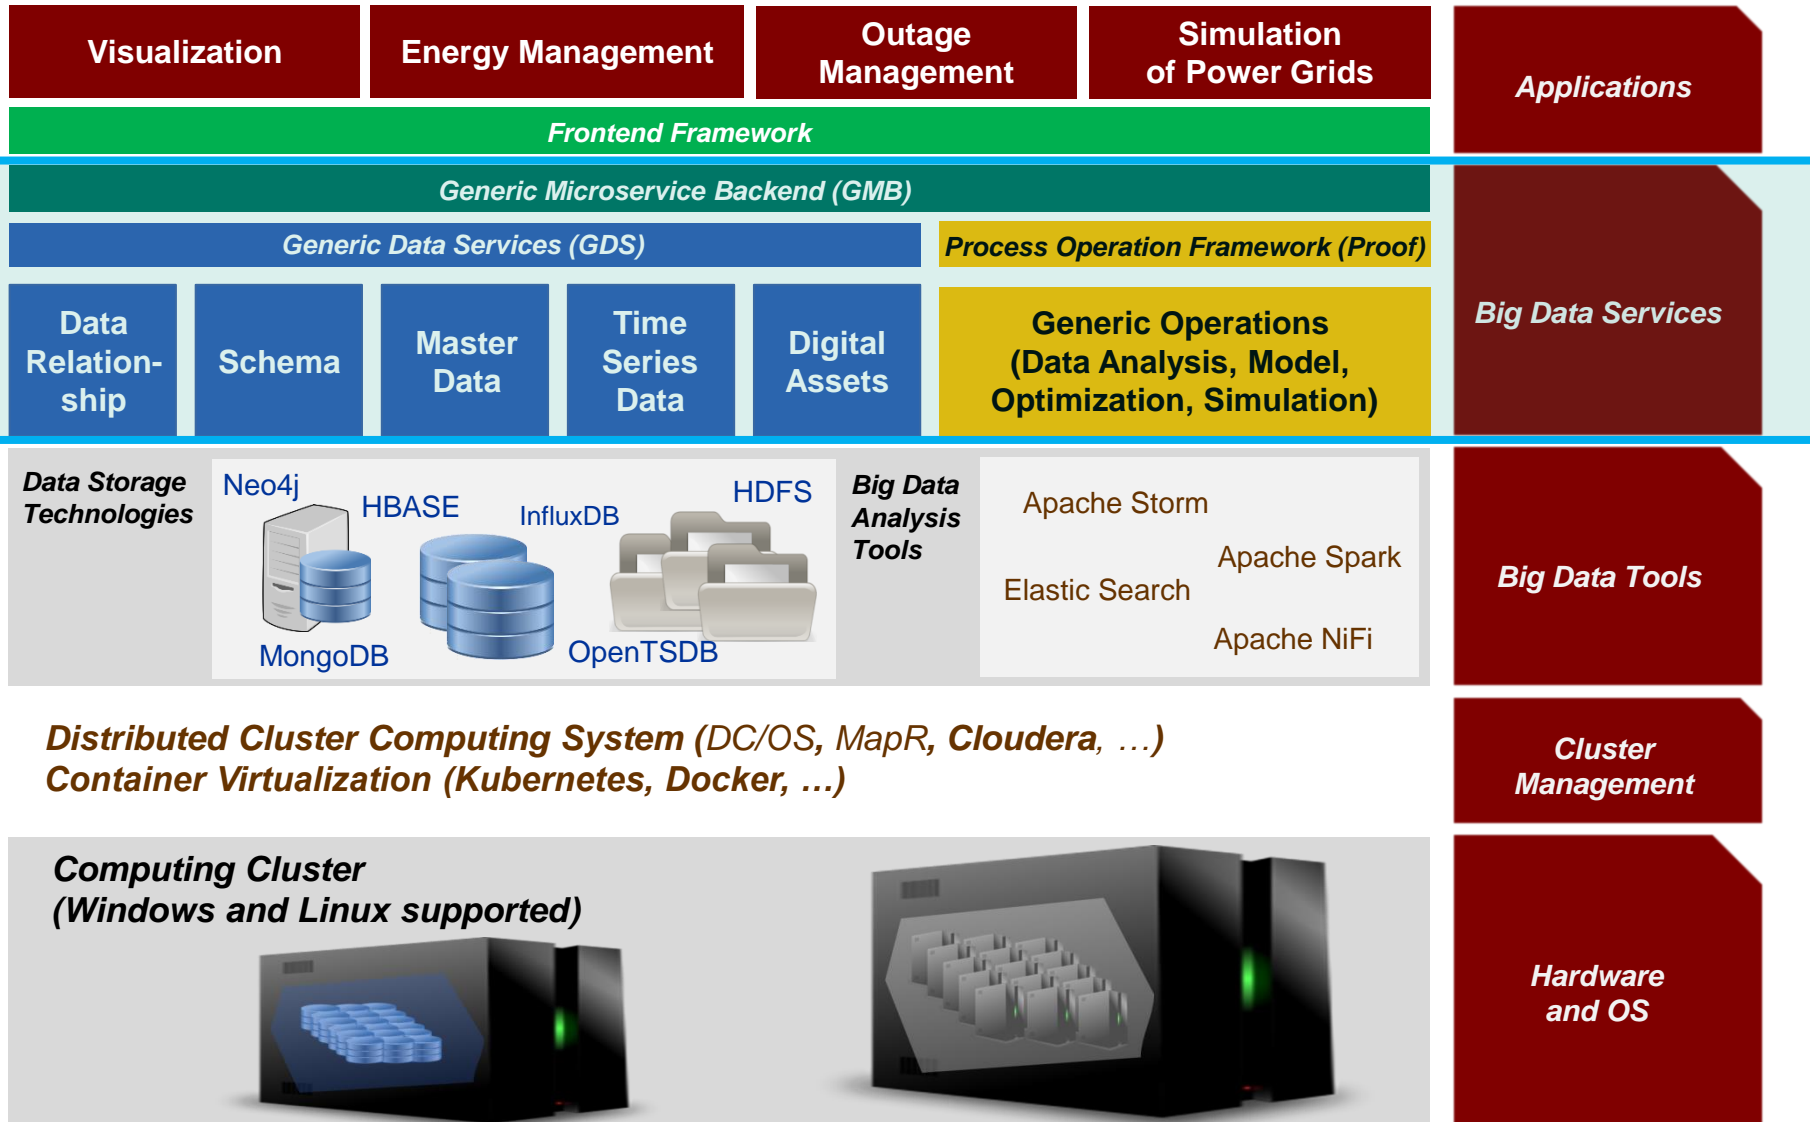 Visualization
Energy Management
Outage
Management
Simulation
of Power Grids
Applications
Frontend Framework
Generic Microservice Backend (GMB)
Generic Data Services (GDS)
Process Operation Framework (Proof)
Data
Relation-
ship
Schema
Master
Data
Time
Series
Data
Digital
Assets
Generic Operations
(Data Analysis, Model,
Optimization, Simulation)
Big Data Services
Data Storage
Technologies
Neo4j
HBASE
InfluxDB
HDFS
MongoDB
OpenTSDB
Big Data
Analysis
Tools
Apache Storm
Apache Spark
Elastic Search
Apache NiFi
Big Data Tools
Distributed Cluster Computing System (DC/OS, MapR, Cloudera, …)
Container Virtualization (Kubernetes, Docker, …)
Cluster
Management
Computing Cluster
(Windows and Linux supported)
Hardware
and OS